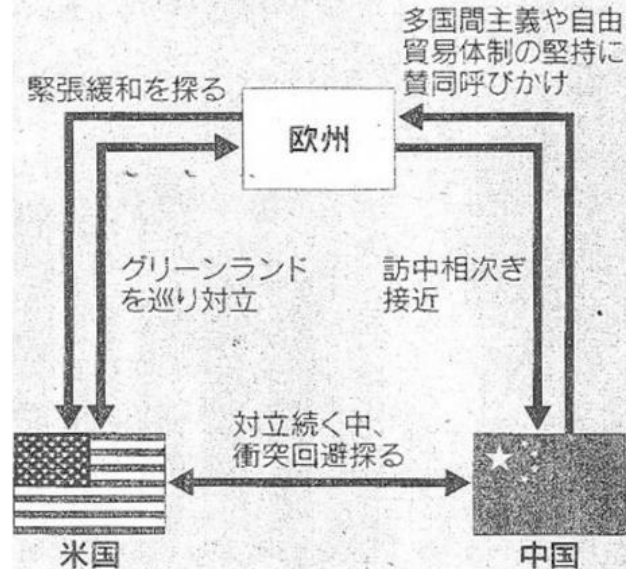 多国間主義や自由
貿易体制の堅持に
賛同呼びかけ
緊張緩和を探る
欧州
グリーンランド
を巡り対立
訪中相次ぎ
接近
対立続く中、
衝突回避探る
米国
中国